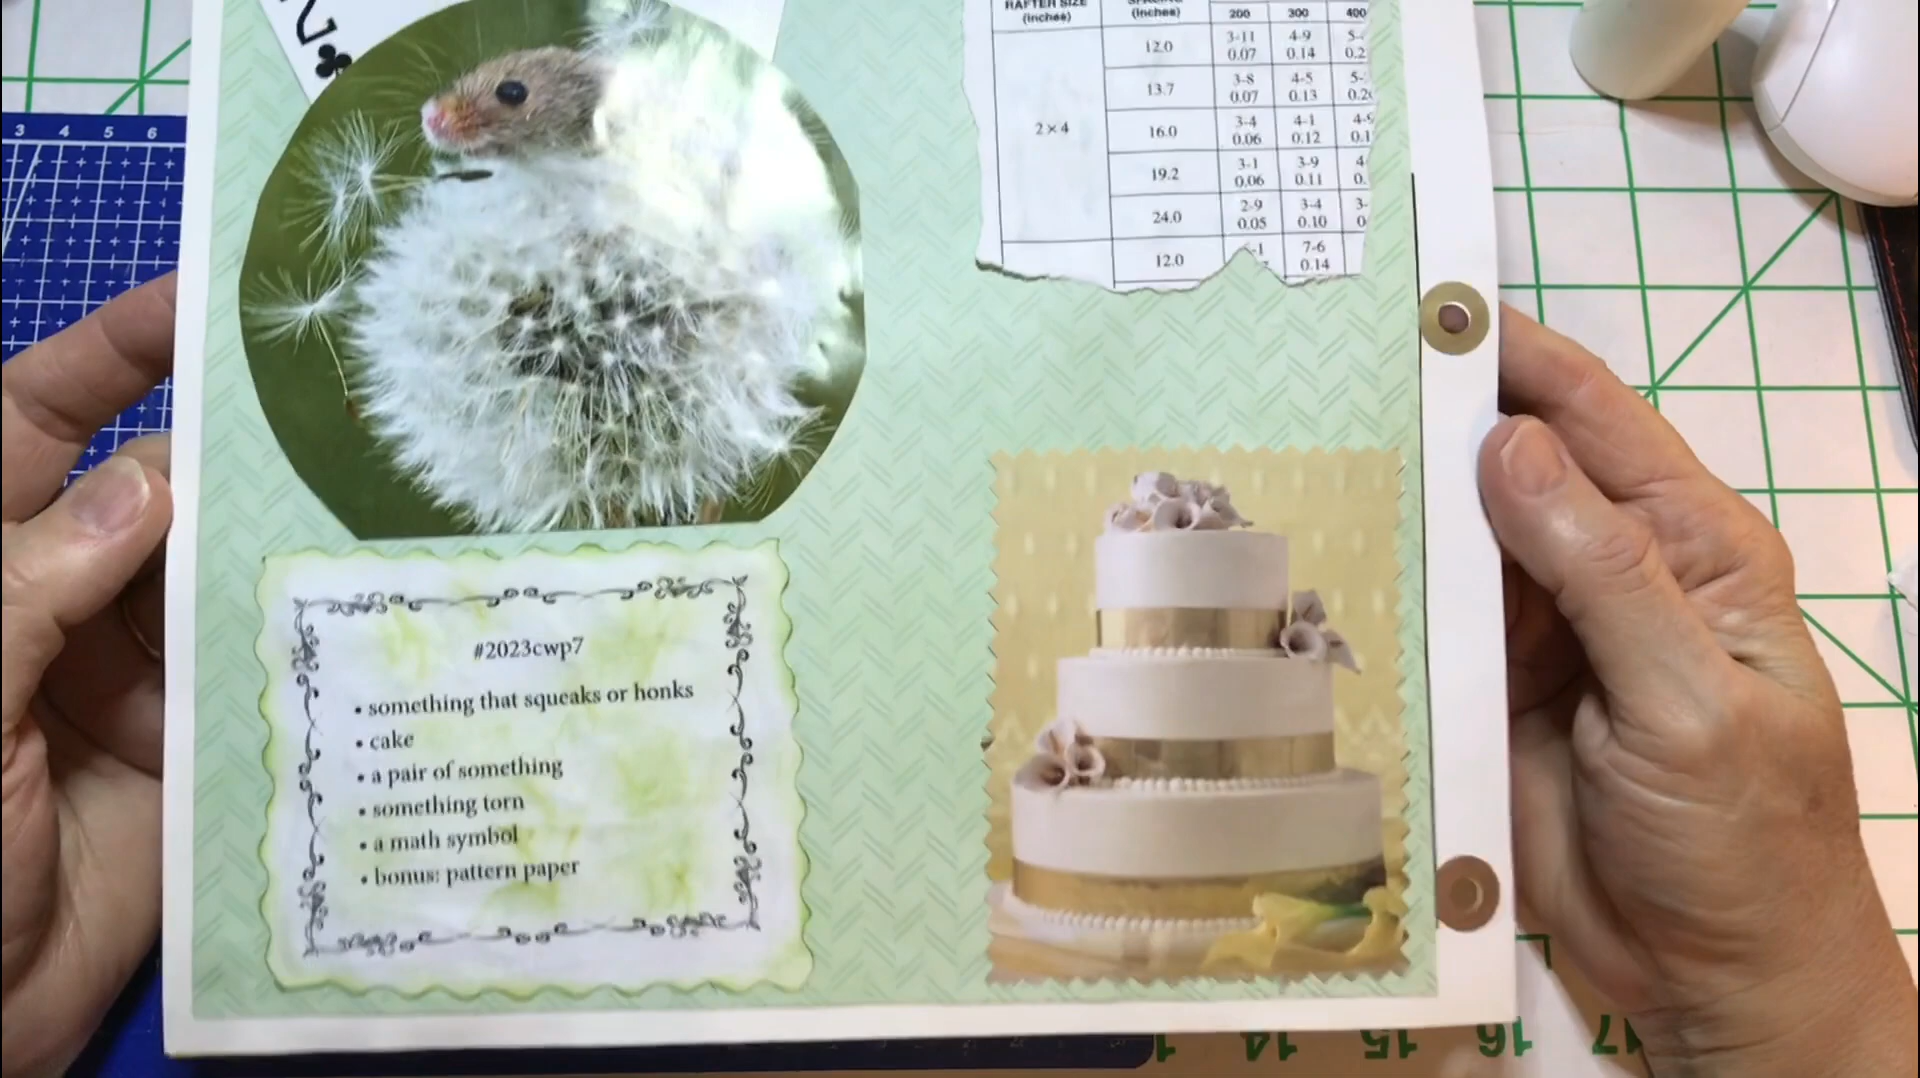 2
RAFTER SIZE
(inches)
(inches)
200 300 400
2 × 4
12.0
3-11 4-9
0.07 0.14
13.7
3-8 4-5
0.07 0.13
16.0
3-4 4-1
0.06 0.12
19.2
3-1 3-9
0.06 0.11
24.0
2-9 3-4
0.05 0.10
12.0
7-6
0.14
3 4 5 6
#2023cwp7
• something that squeaks or honks
• cake
• a pair of something
• something torn
• a math symbol
• bonus: pattern paper
14 15 16 17